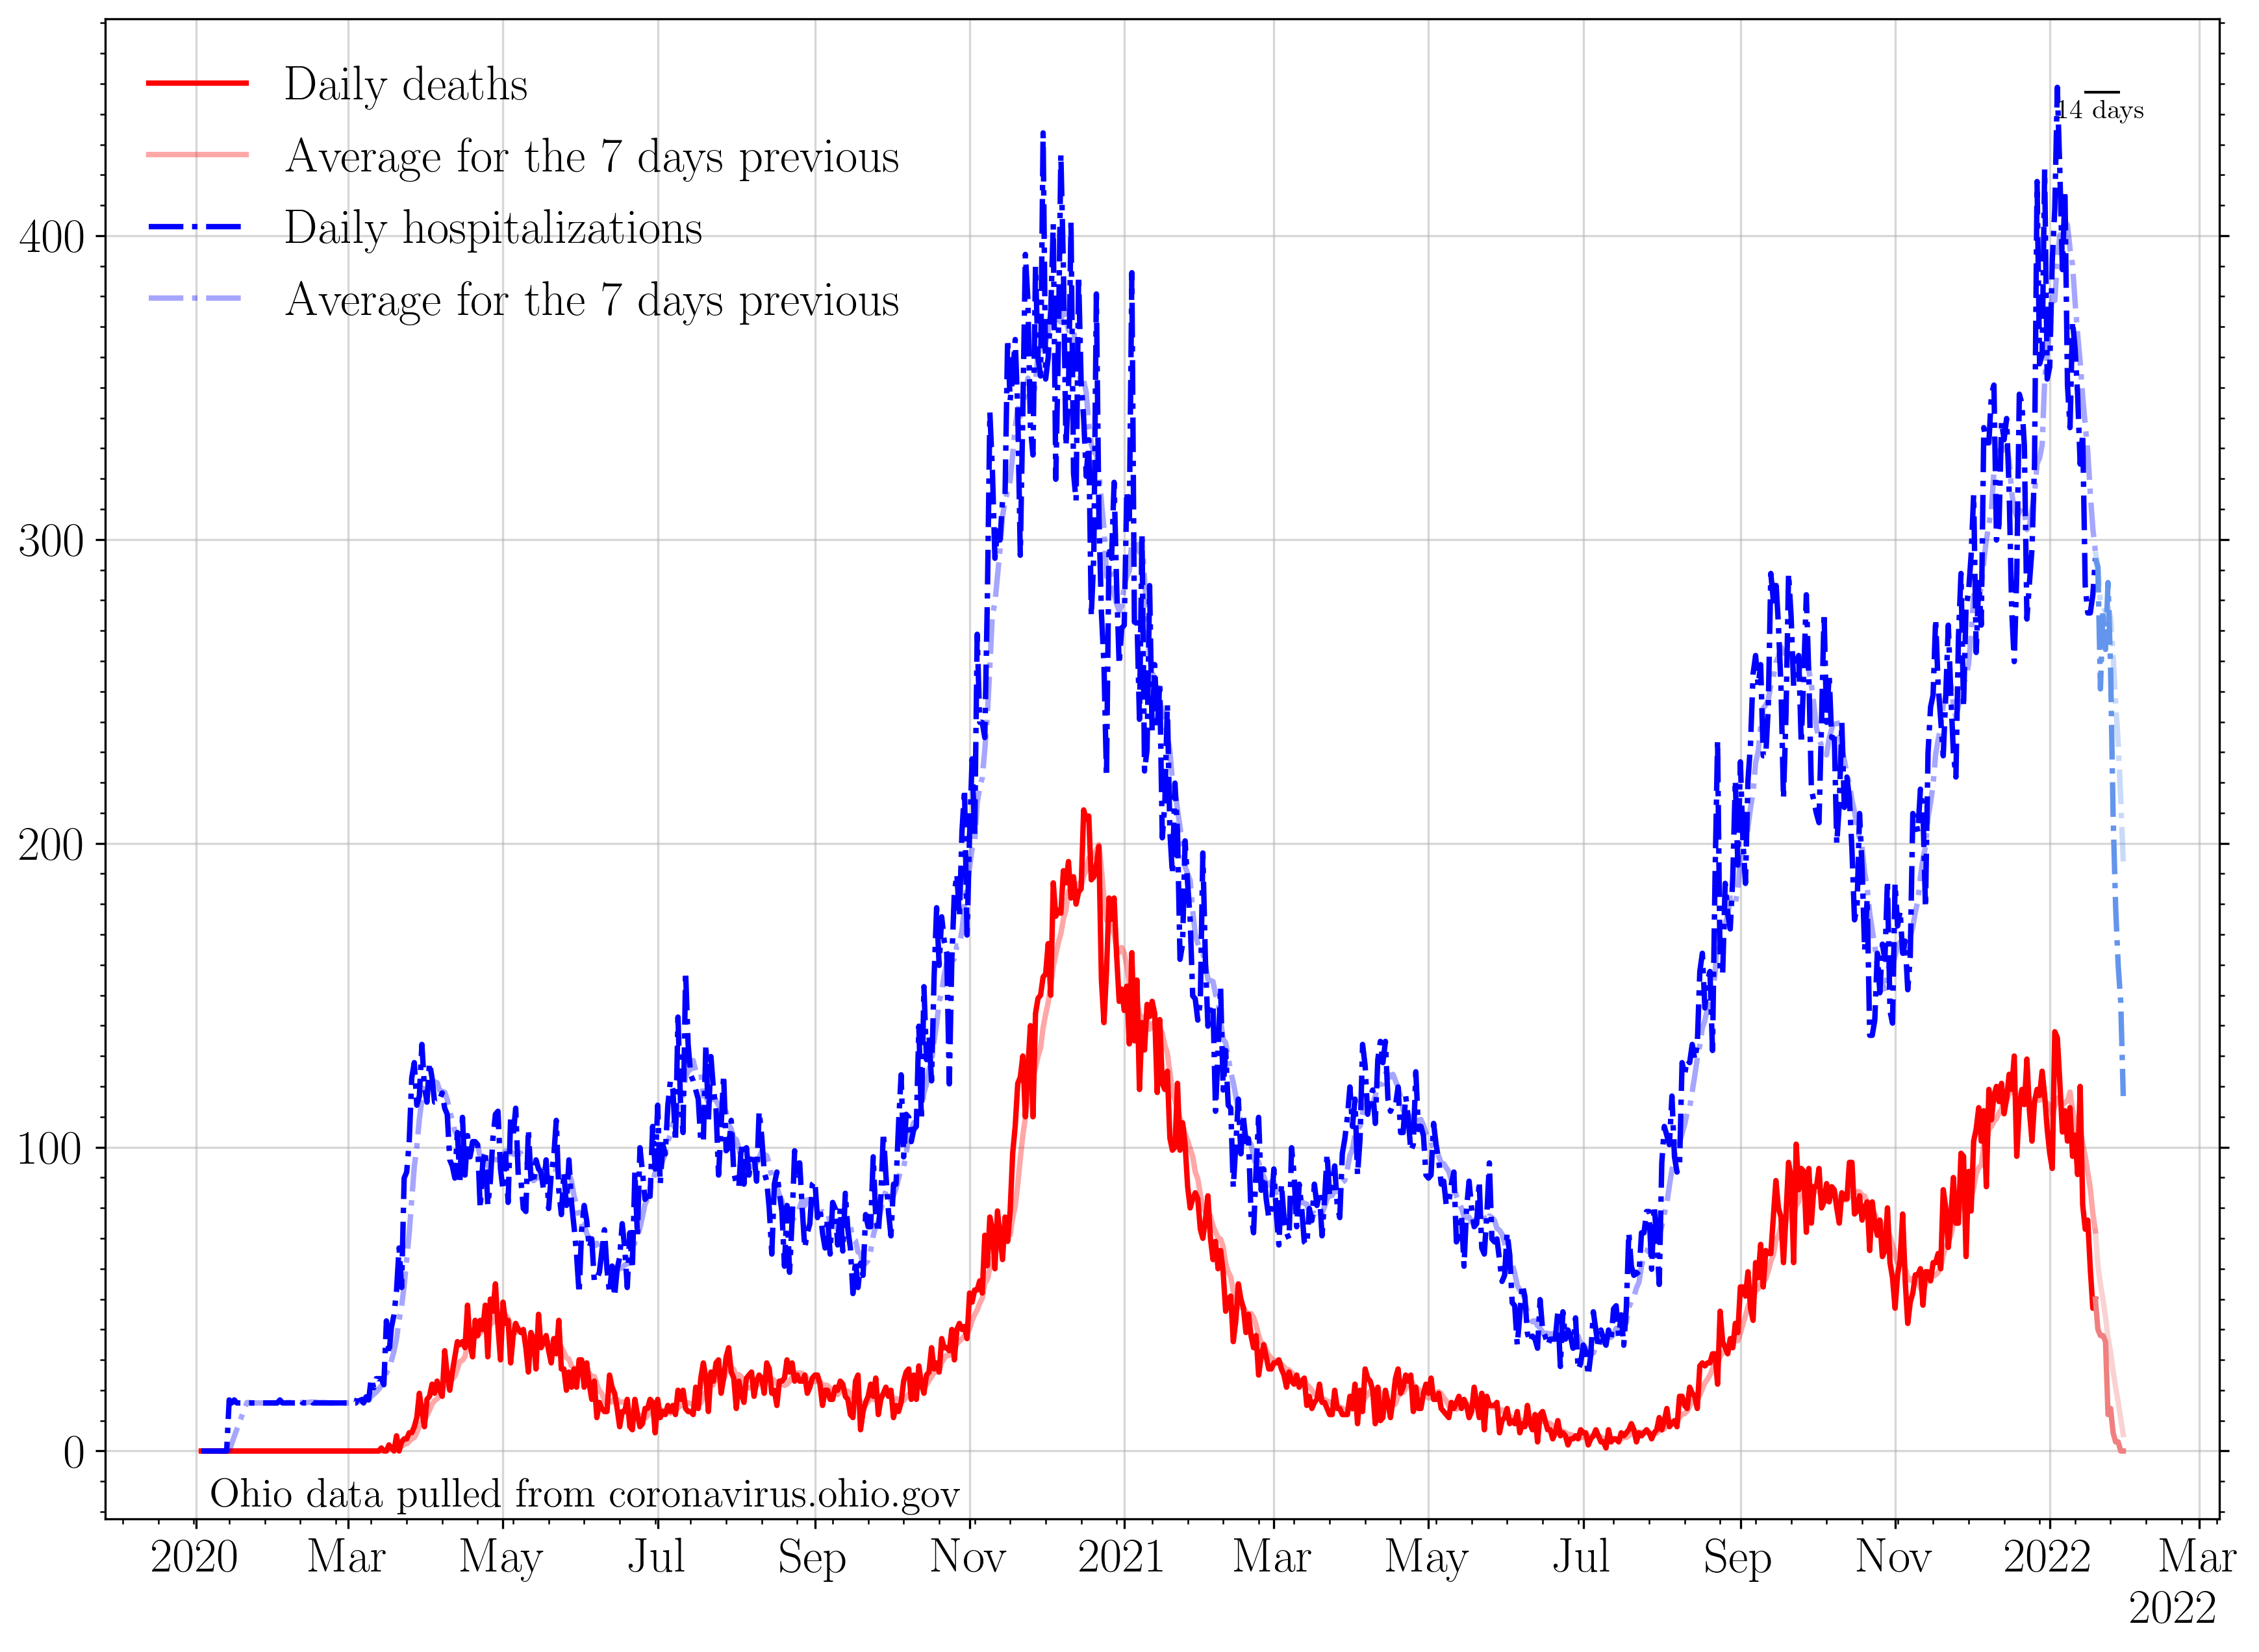 Daily deaths
Average for the 7 days previous
Daily hospitalizations
Average for the 7 days previous
14 days
400
300
200
100
0
Ohio data pulled from coronavirus.ohio.gov
2020 Mar May Jul Sep Nov 2021 Mar May Jul Sep Nov 2022 Mar
2022